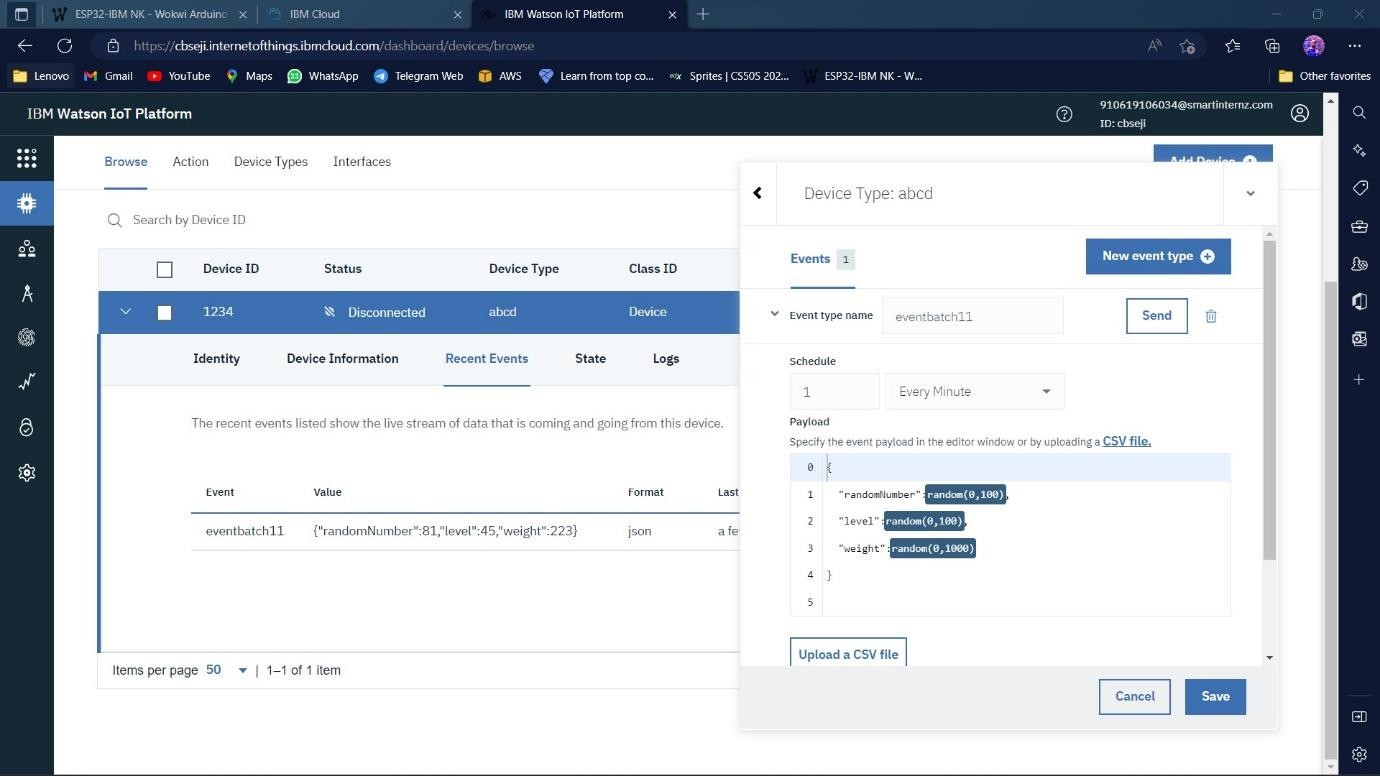 ESP32-IBM NK - Wokwi Arduino
IBM Cloud
IBM Watson IoT Platform
https://cbseji.internetofthings.ibmcloud.com/dashboard/devices/browse
Lenovo
Gmail
YouTube
Maps
WhatsApp
Telegram Web
AWS
Learn from top co...
Sprites | CS50S 202...
ESP32-IBM NK - W...
Other favorites
IBM Watson IoT Platform
910619106034@smartinternz.com
ID: cbseji
Browse
Action
Device Types
Interfaces
Add Device
Search by Device ID
Device ID
Status
Device Type
Class ID
1234
Disconnected
abcd
Device
Identity
Device Information
Recent Events
State
Logs
The recent events listed show the live stream of data that is coming and going from this device.
Event
Value
Format
Last
eventbatch11
{"randomNumber":81,"level":45,"weight":223}
json
a fe
Items per page 50 | 1–1 of 1 item
Device Type: abcd
Events 1
New event type
Event type name
eventbatch11
Send
Schedule
1
Every Minute
Payload
Specify the event payload in the editor window or by uploading a CSV file.
0 {
1 "randomNumber":random(0,100),
2 "level":random(0,100),
3 "weight":random(0,1000)
4 }
5
Upload a CSV file
Cancel
Save